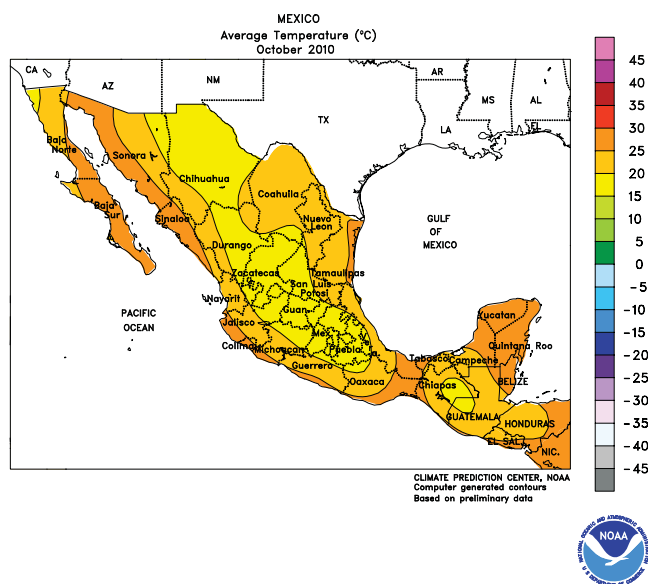 MEXICO
Average Temperature (°C)
October 2010
CA
AZ
NM
TX
AR
MS
AL
LA
FL
Baja
Norte
Sonora
Chihuahua
Coahuila
Baja
Sur
Sinaloa
Nuevo
Leon
Durango
Zacatecas
Tamaulipas
San Luis
Potosi
Nayarit
Guan
Jalisco
Mex
Colima
Michoacan
Puebla
Guerrero
Oaxaca
Tabasco
Campeche
Chiapas
Yucatan
Quintana Roo
BELIZE
GUATEMALA
HONDURAS
EL SAL
NIC.
GULF
OF
MEXICO
PACIFIC
OCEAN
45
40
35
30
25
20
15
10
5
0
-5
-10
-15
-20
-25
-30
-35
-40
-45
CLIMATE PREDICTION CENTER, NOAA
Computer generated contours
Based on preliminary data
NOAA